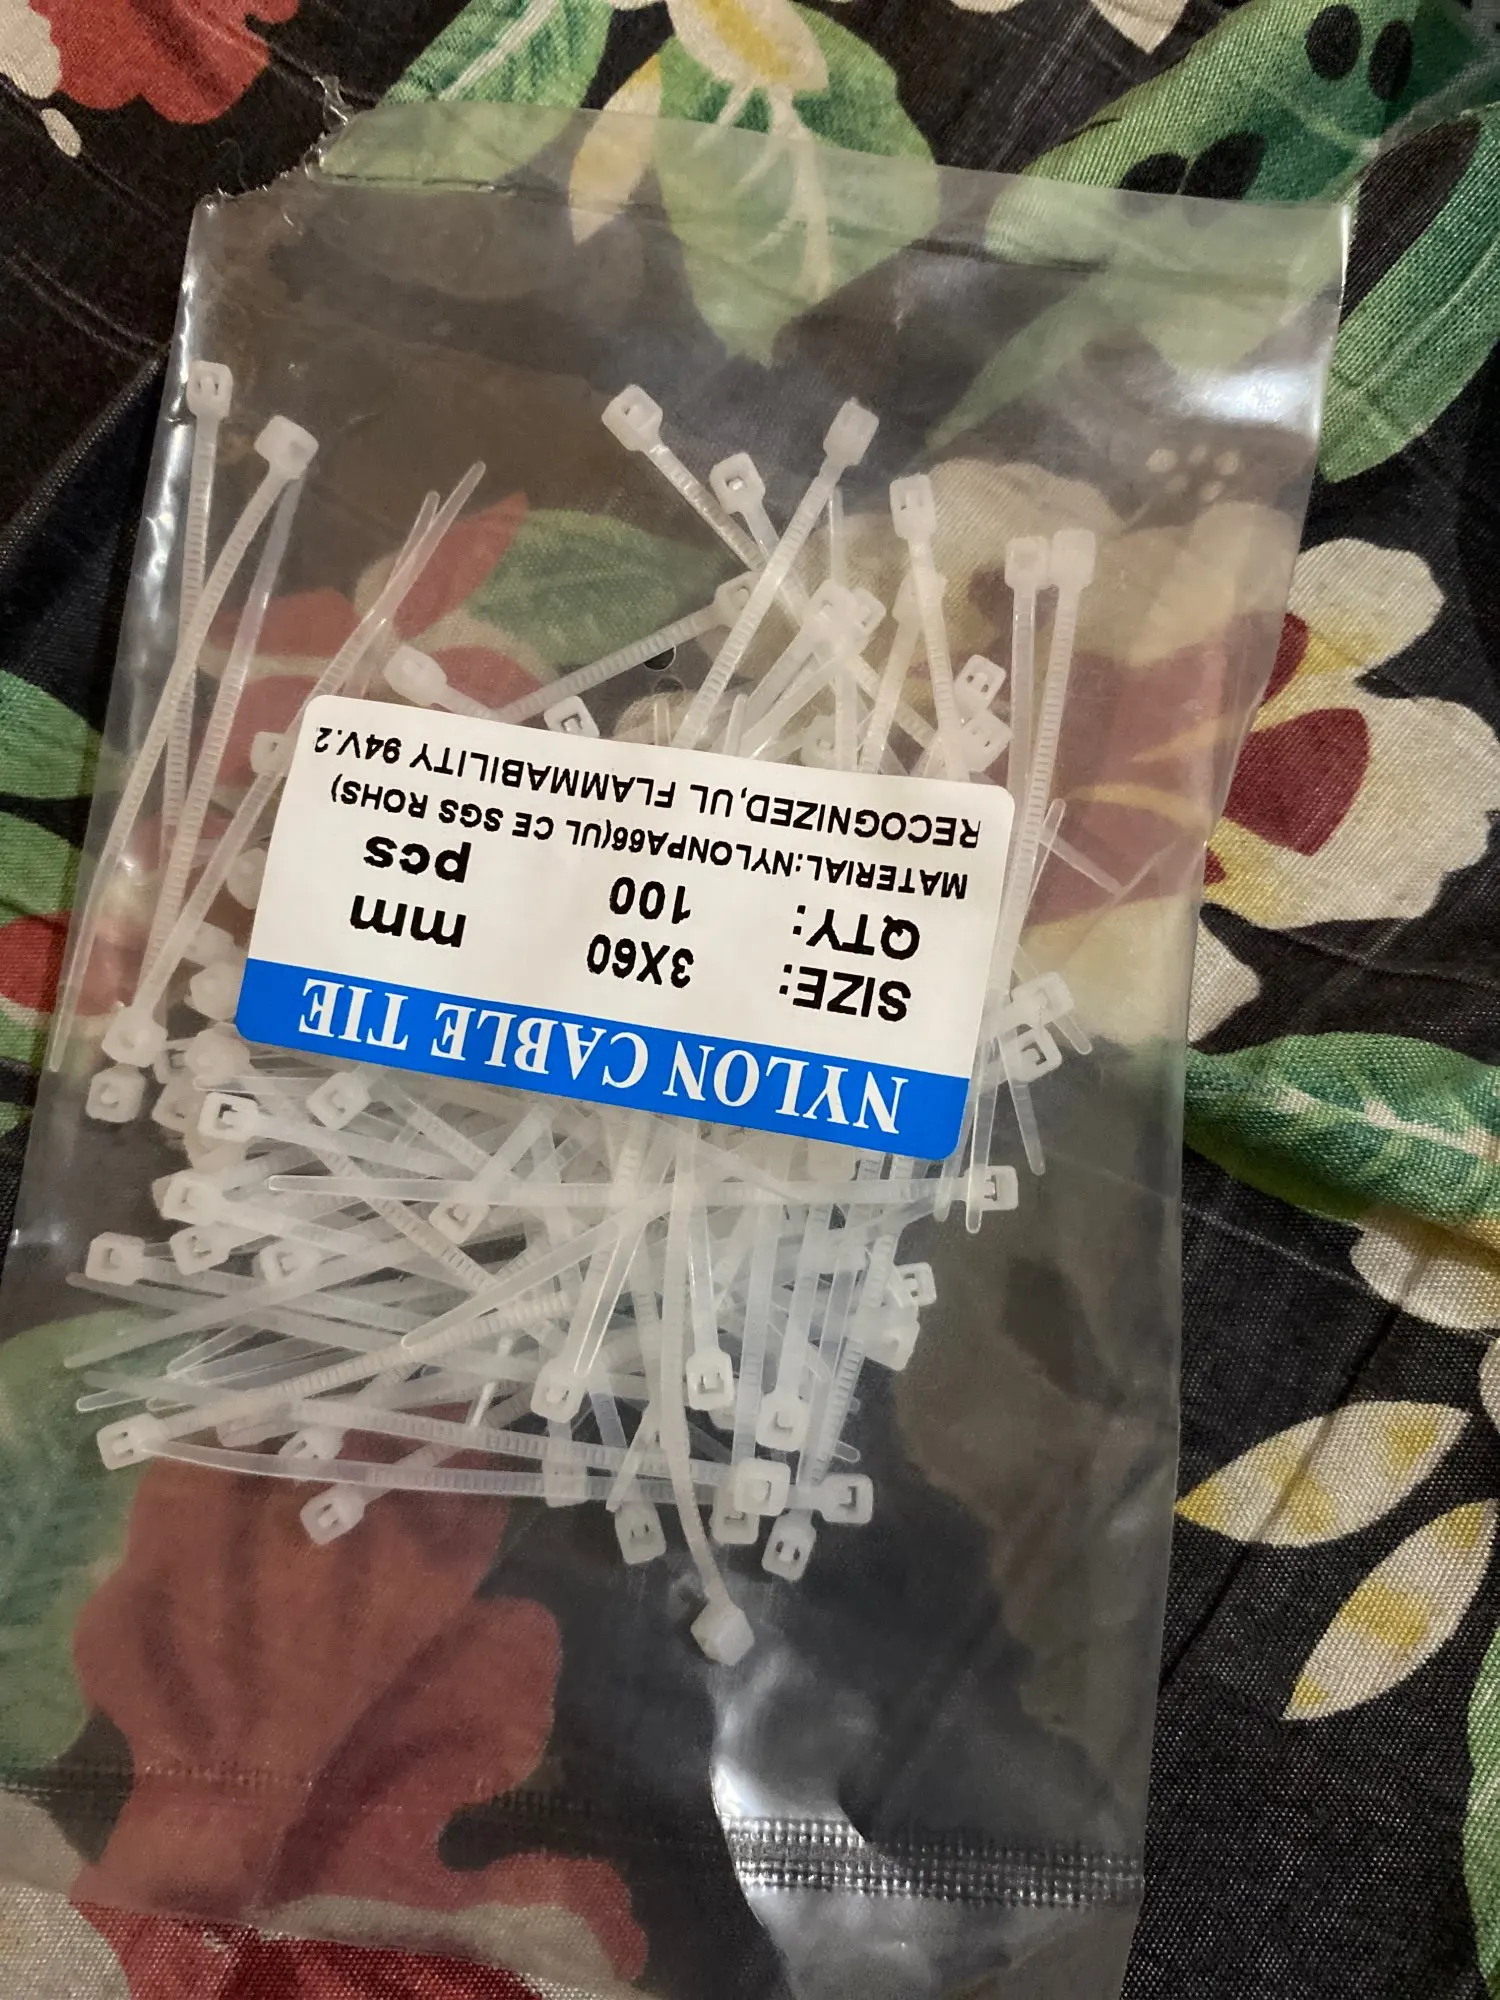 NYLON CABLE TIE
SIZE: 3X60 mm
QTY: 100 pcs
MATERIAL:NYLONPA66(UL CE SGS ROHS)
RECOGNIZED,UL FLAMMABILITY 94V.2